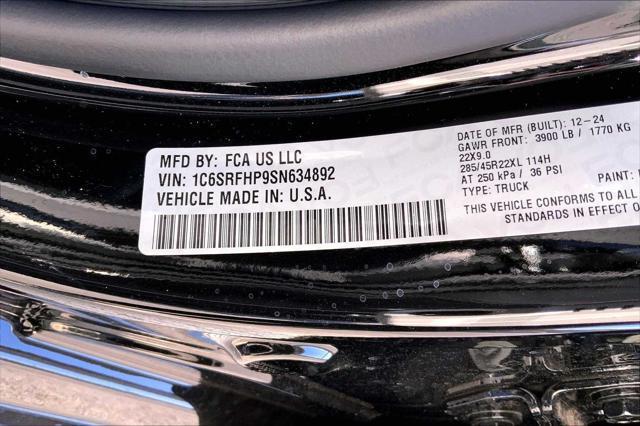 MFD BY: FCA US LLC
VIN: 1C6SRFHP9SN634892
VEHICLE MADE IN: U.S.A.
DATE OF MFR (BUILT): 12-24
GAWR FRONT: 3900 LB / 1770 KG
22X9.0
285/45R22XL 114H
AT 250 kPa / 36 PSI
TYPE: TRUCK
PAINT:
THIS VEHICLE CONFORMS TO ALL
STANDARDS IN EFFECT O